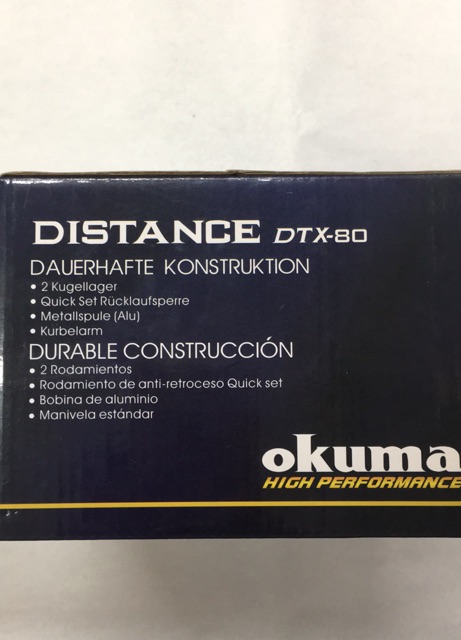 DISTANCE DTX-80
DAUERHAFTE KONSTRUKTION
• 2 Kugellager
• Quick Set Rücklaufsperre
• Metallspule (Alu)
• Kurbelarm
DURABLE CONSTRUCCIÓN
• 2 Rodamientos
• Rodamiento de anti-retroceso Quick set
• Bobina de aluminio
• Manivela estándar
okuma
HIGH PERFORMANCE